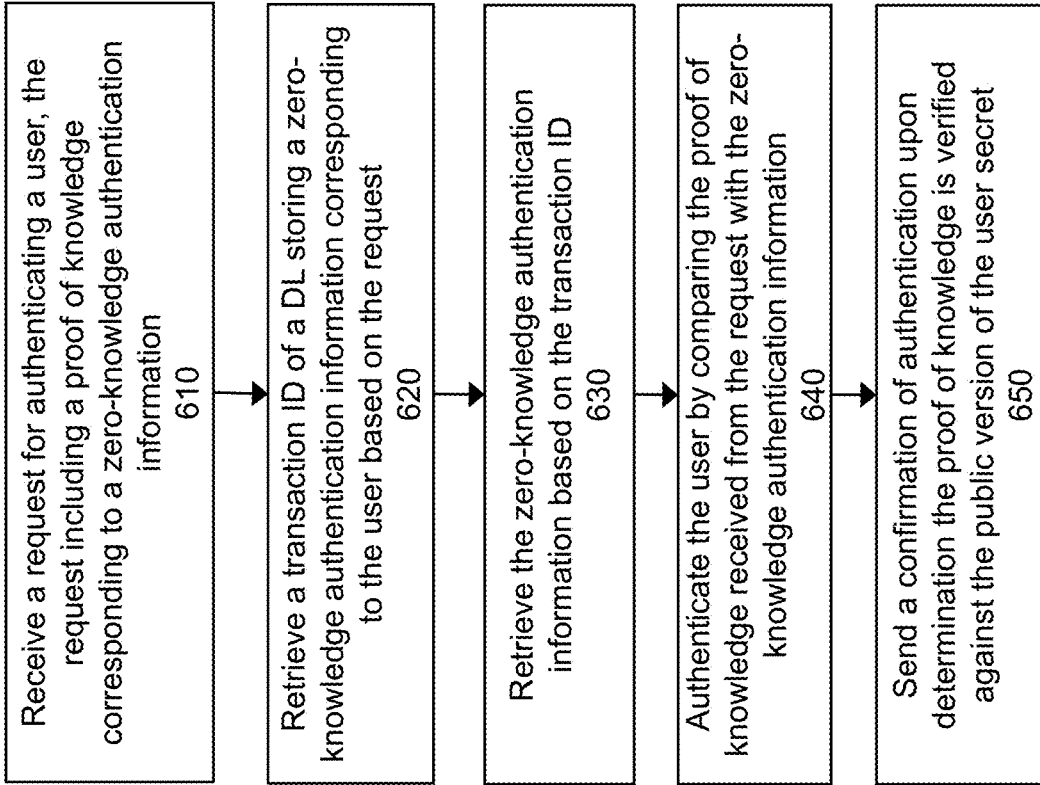 Receive a request for authenticating a user, the
request including a proof of knowledge
corresponding to a zero-knowledge authentication
information
610
Retrieve a transaction ID of a DL storing a zero-
knowledge authentication information corresponding
to the user based on the request
620
Retrieve the zero-knowledge authentication
information based on the transaction ID
630
Authenticate the user by comparing the proof of
knowledge received from the request with the zero-
knowledge authentication information
640
Send a confirmation of authentication upon
determination the proof of knowledge is verified
against the public version of the user secret
650